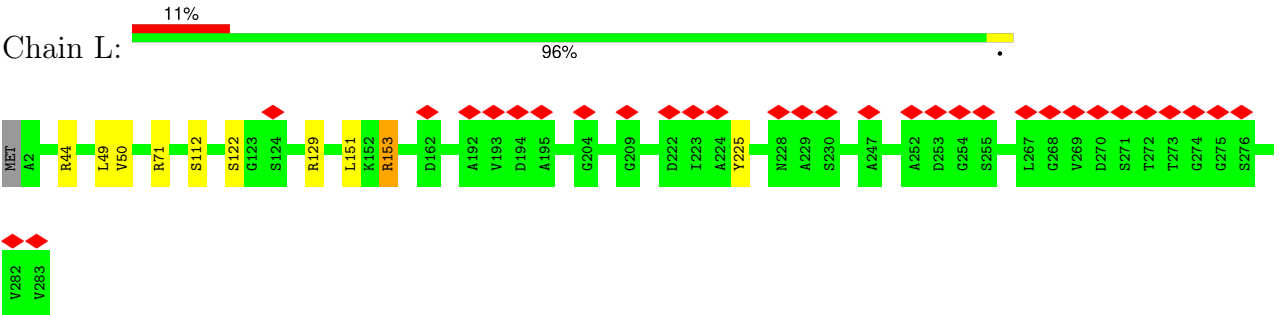 11%
Chain L:
96%
•
MET A2 R44 L49 V50 R71 S112 S122 G123 S124 R129 L151 K152 R153 D162 A192 V193 D194 A195 G204 G209 D222 I223 A224 Y225 N228 A229 S230 A247 A252 D253 G254 S255 L267 G268 V269 D270 S271 T272 T273 G274 G275 S276
V282 V283